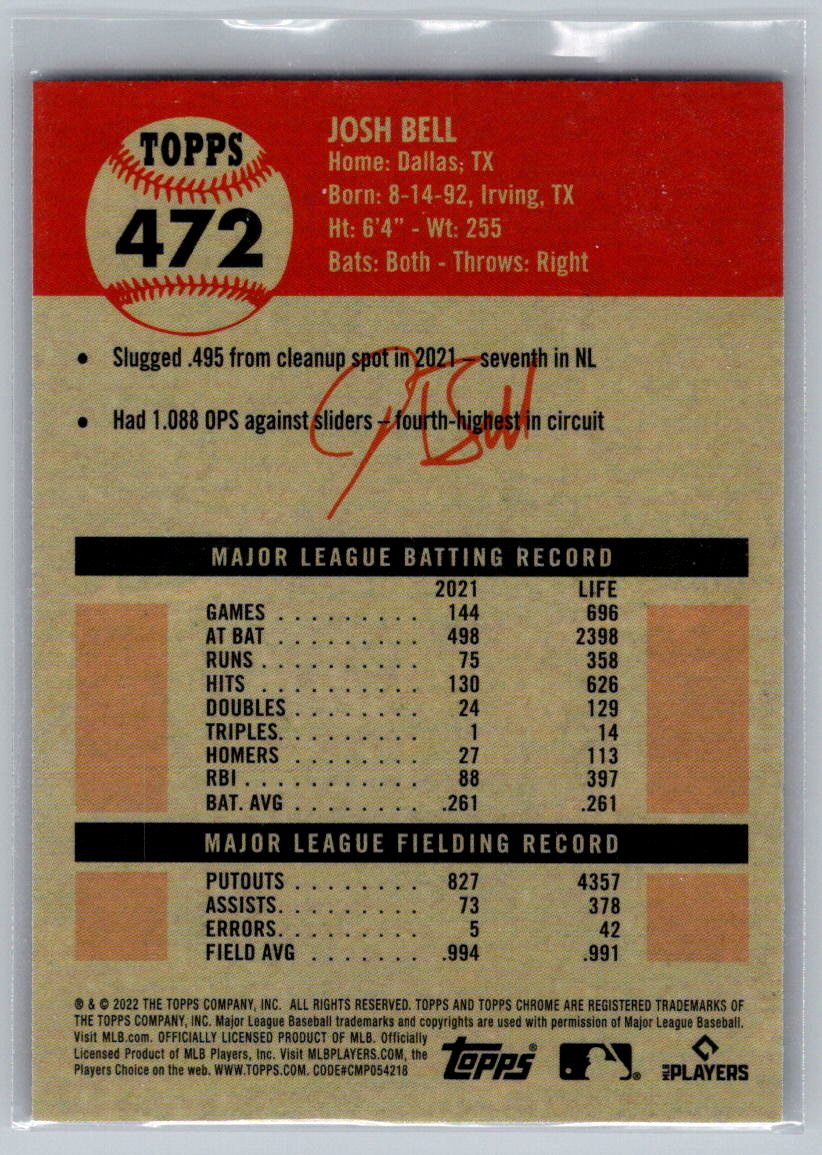 TOPPS
472
JOSH BELL
Home: Dallas, TX
Born: 8-14-92, Irving, TX
Ht: 6'4" - Wt: 255
Bats: Both - Throws: Right
• Slugged .495 from cleanup spot in 2021 – seventh in NL
• Had 1.088 OPS against sliders – fourth-highest in circuit
J Bell
MAJOR LEAGUE BATTING RECORD
2021 LIFE
GAMES . . . . . . . . . 144 696
AT BAT . . . . . . . . . 498 2398
RUNS . . . . . . . . . . 75 358
HITS . . . . . . . . . . 130 626
DOUBLES . . . . . . . . 24 129
TRIPLES. . . . . . . . . 1 14
HOMERS . . . . . . . . 27 113
RBI . . . . . . . . . . . 88 397
BAT. AVG . . . . . . . . .261 .261
MAJOR LEAGUE FIELDING RECORD
PUTOUTS . . . . . . . . 827 4357
ASSISTS. . . . . . . . . 73 378
ERRORS. . . . . . . . . 5 42
FIELD AVG . . . . . . . .994 .991
® & © 2022 THE TOPPS COMPANY, INC. ALL RIGHTS RESERVED. TOPPS AND TOPPS CHROME ARE REGISTERED TRADEMARKS OF
THE TOPPS COMPANY, INC. Major League Baseball trademarks and copyrights are used with permission of Major League Baseball.
Visit MLB.com. OFFICIALLY LICENSED PRODUCT OF MLB. Officially
Licensed Product of MLB Players, Inc. Visit MLBPLAYERS.COM, the
Players Choice on the web. WWW.TOPPS.COM. CODE#CMP054218
topps® ® MLB PLAYERS